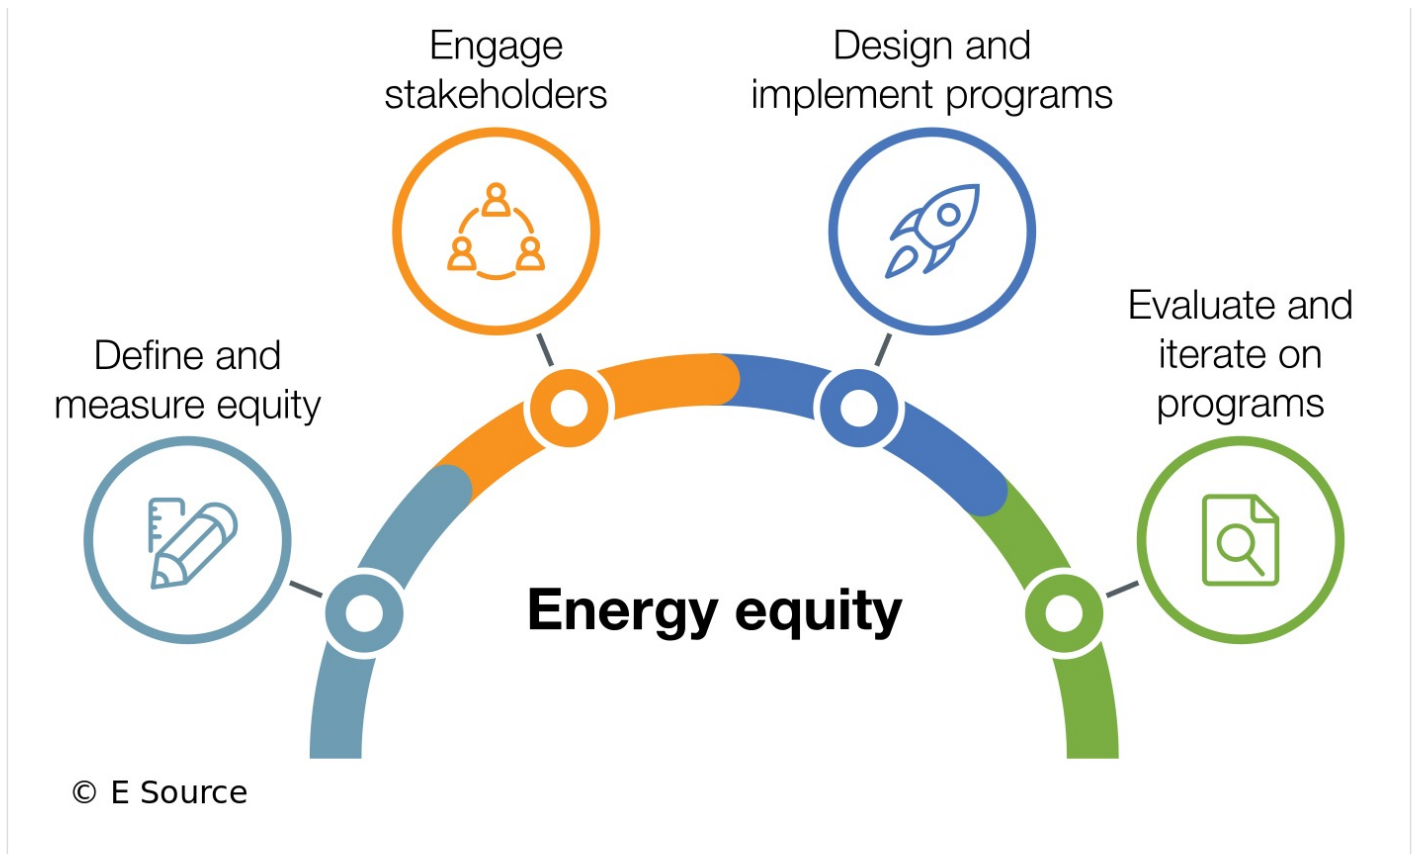 Engage
stakeholders
Design and
implement programs
Define and
measure equity
Evaluate and
iterate on
programs
Energy equity
© E Source